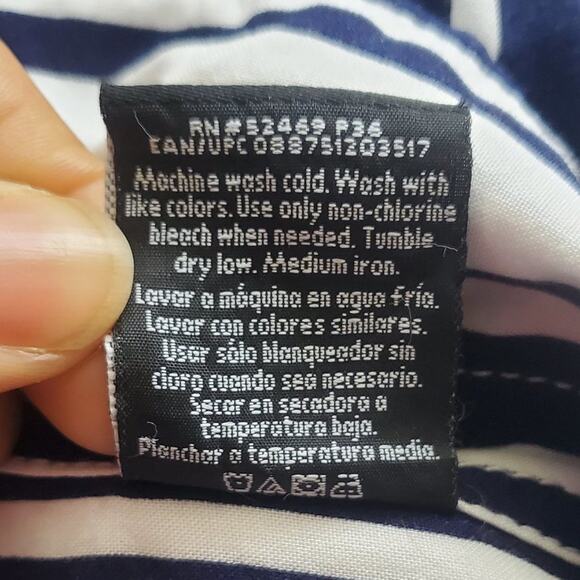 RN #52469 P36
EAN/UPC 088751203517
Machine wash cold. Wash with
like colors. Use only non-chlorine
bleach when needed. Tumble
dry low. Medium iron.
Lavar a máquina en agua fría.
Lavar con colores similares.
Usar sólo blanqueador sin
cloro cuando seá necesario.
Secar en secadora a
temperatura baja.
Planchar a temperatura media.